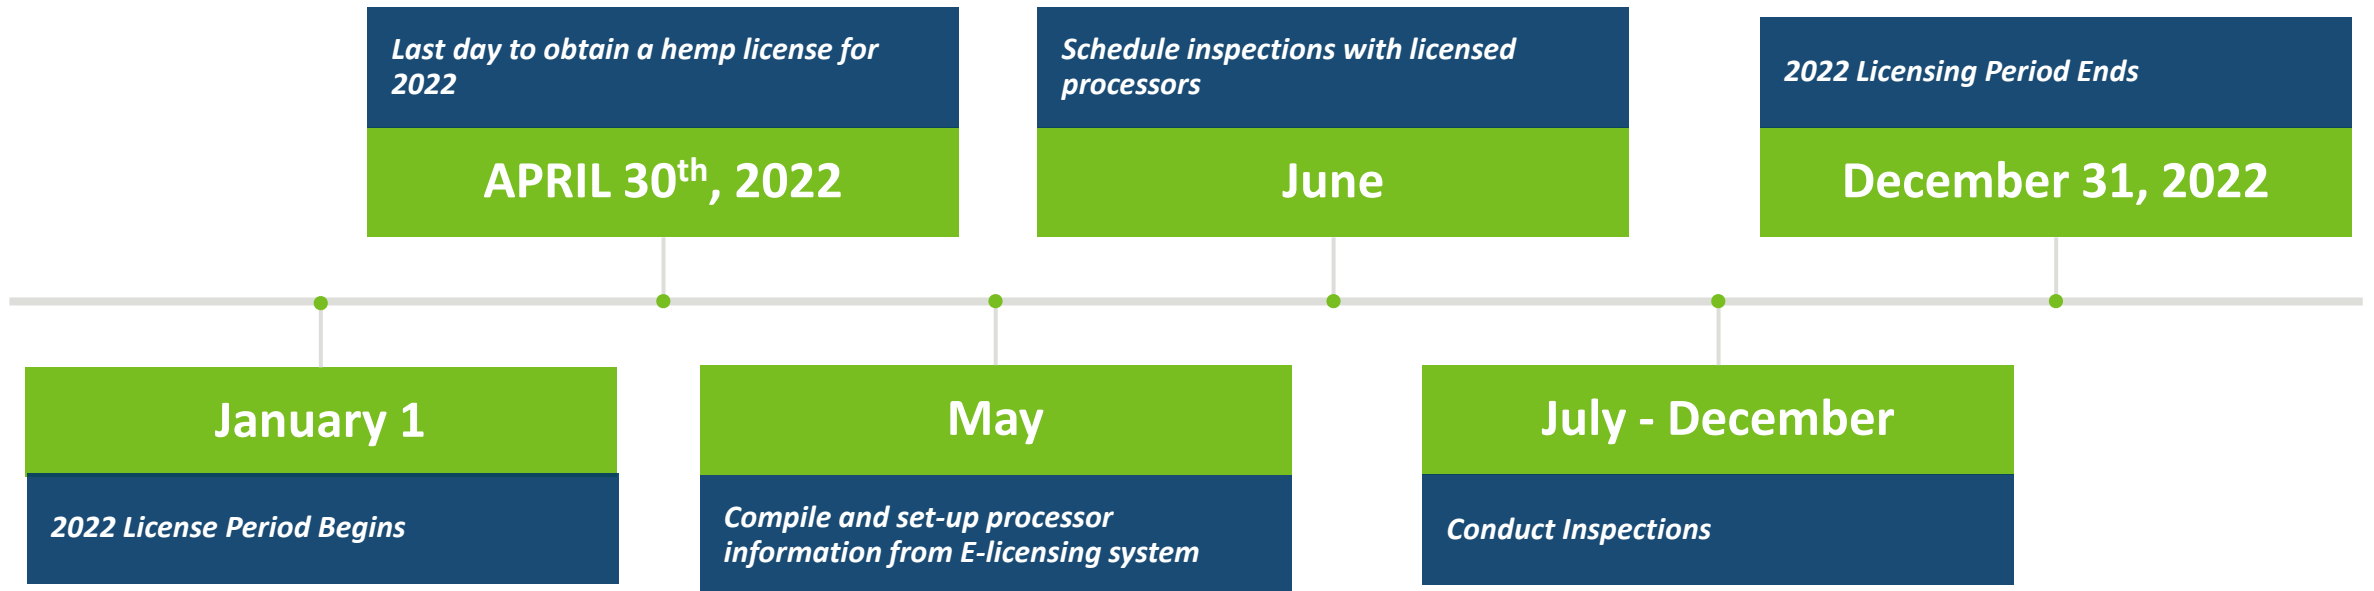 Last day to obtain a hemp license for
2022
APRIL 30th, 2022
Schedule inspections with licensed
processors
June
2022 Licensing Period Ends
December 31, 2022
January 1
2022 License Period Begins
May
Compile and set-up processor
information from E-licensing system
July - December
Conduct Inspections